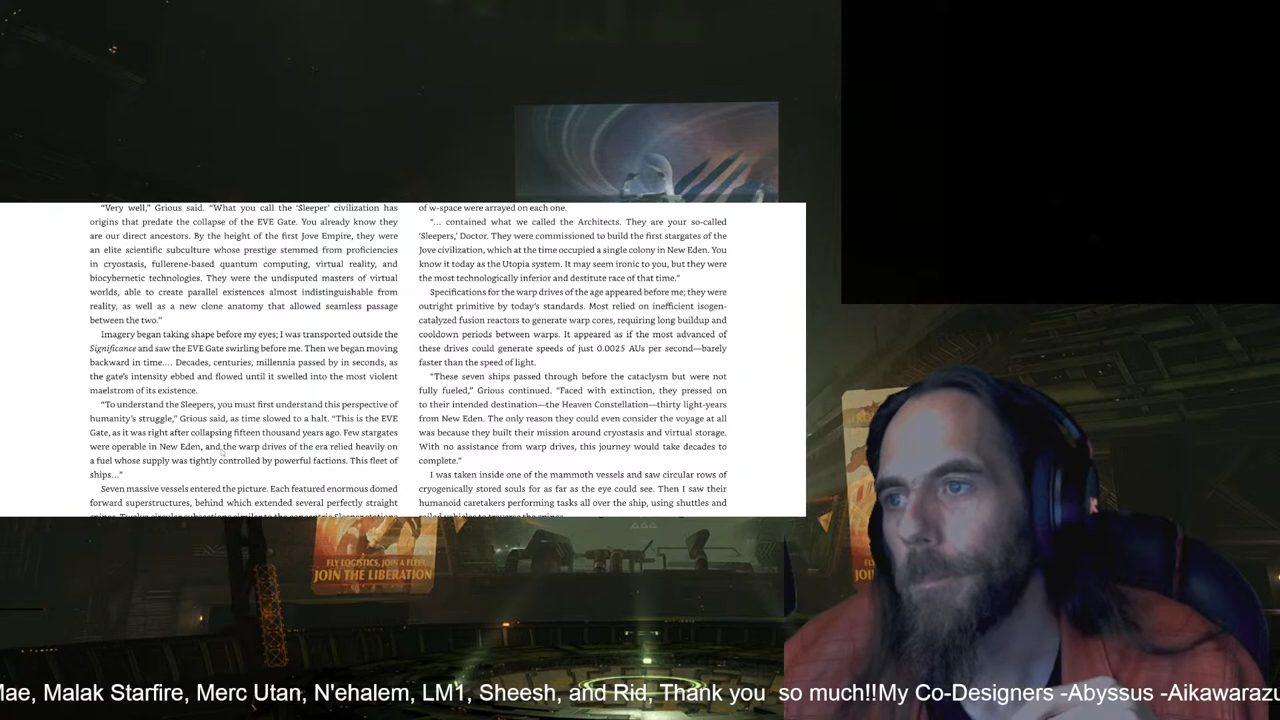 “Very well,” Grious said. “What you call the ‘Sleeper’ civilization has
origins that predate the collapse of the EVE Gate. You already know they
are our direct ancestors. By the height of the first Jove Empire, they were
an elite scientific subculture whose prestige stemmed from proficiencies
in cryostasis, fullerene-based quantum computing, virtual reality, and
biocybernetic technologies. They were the undisputed masters of virtual
worlds, able to create parallel existences almost indistinguishable from
reality, as well as a new clone anatomy that allowed seamless passage
between the two.”
Imagery began taking shape before my eyes; I was transported outside the
Significance and saw the EVE Gate swirling before me. Then we began moving
backward in time.… Decades, centuries, millennia passed by in seconds, as
the gate’s intensity ebbed and flowed until it swelled into the most violent
maelstrom of its existence.
“To understand the Sleepers, you must first understand this perspective of
humanity’s struggle,” Grious said, as time slowed to a halt. “This is the EVE
Gate, as it was right after collapsing fifteen thousand years ago. Few stargates
were operable in New Eden, and the warp drives of the era relied heavily on
a fuel whose supply was tightly controlled by powerful factions. This fleet of
ships…”
Seven massive vessels entered the picture. Each featured enormous domed
forward superstructures, behind which extended several perfectly straight
spines. Twelve circular subsections similar to the concentric Sleeper stations
of w-space were arrayed on each one.
“… contained what we called the Architects. They are your so-called
‘Sleepers,’ Doctor. They were commissioned to build the first stargates of the
Jove civilization, which at the time occupied a single colony in New Eden. You
know it today as the Utopia system. It may seem ironic to you, but they were
the most technologically inferior and destitute race of that time.”
Specifications for the warp drives of the age appeared before me; they were
outright primitive by today’s standards. Most relied on inefficient isogen-
catalyzed fusion reactors to generate warp cores, requiring long buildup and
cooldown periods between warps. It appeared as if the most advanced of
these drives could generate speeds of just 0.0025 AUs per second—barely
faster than the speed of light.
“These seven ships passed through before the cataclysm but were not
fully fueled,” Grious continued. “Faced with extinction, they pressed on
to their intended destination—the Heaven Constellation—thirty light-years
from New Eden. The only reason they could even consider the voyage at all
was because they built their mission around cryostasis and virtual storage.
With no assistance from warp drives, this journey would take decades to
complete.”
I was taken inside one of the mammoth vessels and saw circular rows of
cryogenically stored souls for as far as the eye could see. Then I saw their
humanoid caretakers performing tasks all over the ship, using shuttles and
railed vehicles to traverse the spines.
FLY LOGISTICS, JOIN A FLEET,
JOIN THE LIBERATION
JOI
Mae, Malak Starfire, Merc Utan, N'ehalem, LM1, Sheesh, and Rid, Thank you so much!!My Co-Designers -Abyssus -Aikawarazu